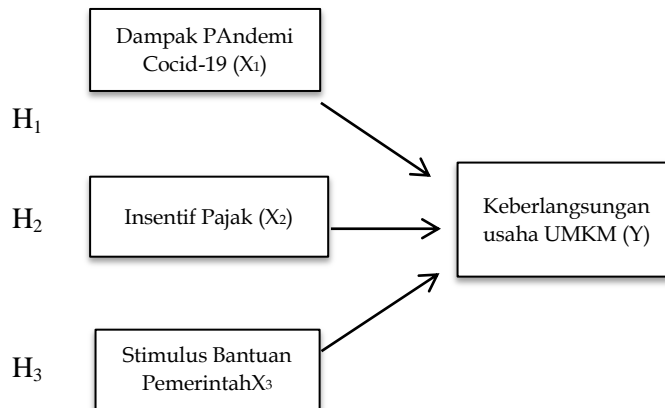 Dampak PAndemi
Cocid-19 (X1)
H1
H2
Insentif Pajak (X2)
Keberlangsungan
usaha UMKM (Y)
H3
Stimulus Bantuan
PemerintahX3